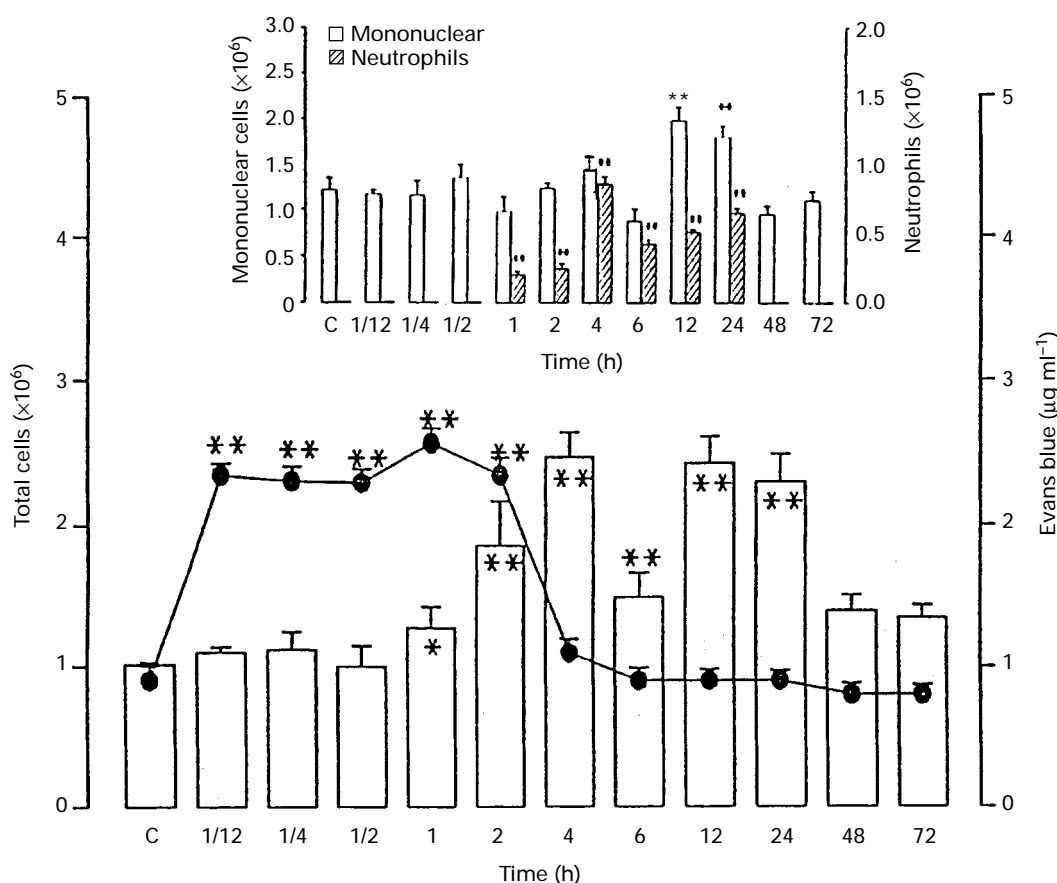 3.0
2.5
2.0
1.5
1.0
0.5
0
Mononuclear cells (×10⁶)
□ Mononuclear
▨ Neutrophils
2.0
1.5
1.0
0.5
0.0
Neutrophils (×10⁶)
** **
** ** ** ** ** **
C 1/12 1/4 1/2 1 2 4 6 12 24 48 72
Time (h)
5
4
3
2
1
0
Total cells (×10⁶)
5
4
3
2
1
0
Evans blue (µg ml⁻¹)
** ** ** ** **
* ** ** ** ** **
C 1/12 1/4 1/2 1 2 4 6 12 24 48 72
Time (h)